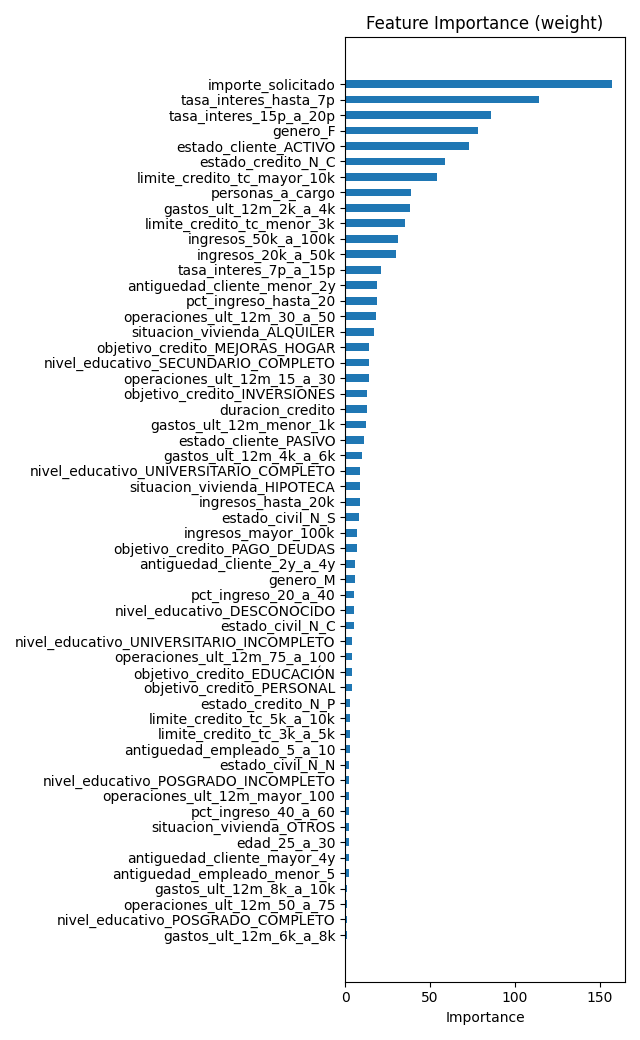 Feature Importance (weight)
importe_solicitado
tasa_interes_hasta_7p
tasa_interes_15p_a_20p
genero_F
estado_cliente_ACTIVO
estado_credito_N_C
limite_credito_tc_mayor_10k
personas_a_cargo
gastos_ult_12m_2k_a_4k
limite_credito_tc_menor_3k
ingresos_50k_a_100k
ingresos_20k_a_50k
tasa_interes_7p_a_15p
antiguedad_cliente_menor_2y
pct_ingreso_hasta_20
operaciones_ult_12m_30_a_50
situacion_vivienda_ALQUILER
objetivo_credito_MEJORAS_HOGAR
nivel_educativo_SECUNDARIO_COMPLETO
operaciones_ult_12m_15_a_30
objetivo_credito_INVERSIONES
duracion_credito
gastos_ult_12m_menor_1k
estado_cliente_PASIVO
gastos_ult_12m_4k_a_6k
nivel_educativo_UNIVERSITARIO_COMPLETO
situacion_vivienda_HIPOTECA
ingresos_hasta_20k
estado_civil_N_S
ingresos_mayor_100k
objetivo_credito_PAGO_DEUDAS
antiguedad_cliente_2y_a_4y
genero_M
pct_ingreso_20_a_40
nivel_educativo_DESCONOCIDO
estado_civil_N_C
nivel_educativo_UNIVERSITARIO_INCOMPLETO
operaciones_ult_12m_75_a_100
objetivo_credito_EDUCACIÓN
objetivo_credito_PERSONAL
estado_credito_N_P
limite_credito_tc_5k_a_10k
limite_credito_tc_3k_a_5k
antiguedad_empleado_5_a_10
estado_civil_N_N
nivel_educativo_POSGRADO_INCOMPLETO
operaciones_ult_12m_mayor_100
pct_ingreso_40_a_60
situacion_vivienda_OTROS
edad_25_a_30
antiguedad_cliente_mayor_4y
antiguedad_empleado_menor_5
gastos_ult_12m_8k_a_10k
operaciones_ult_12m_50_a_75
nivel_educativo_POSGRADO_COMPLETO
gastos_ult_12m_6k_a_8k
0 50 100 150
Importance